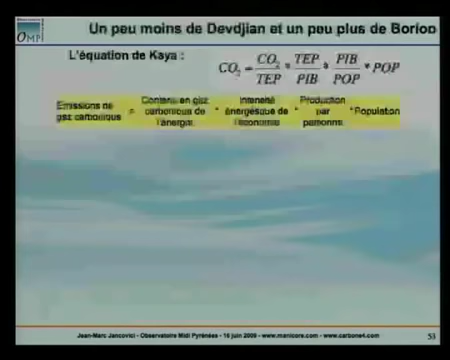 OMP
Un peu moins de Devdjian et un peu plus de Borloo
L'équation de Kaya :
CO₂ = CO₂/TEP * TEP/PIB * PIB/POP * POP
Emissions de gaz carbonique = Contenu en gaz carbonique de l'énergie * Intensité énergétique de l'économie * Production par personne * Population
Jean-Marc Jancovici - Observatoire Midi Pyrénées - 16 juin 2009 - www.manicore.com - www.carbone4.com
53